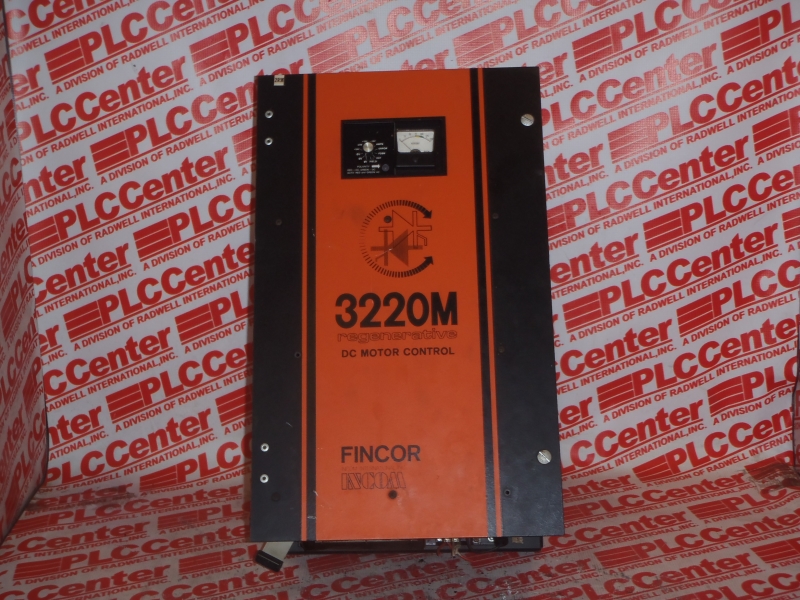 3220M
regenerative
DC MOTOR CONTROL
FINCOR
INCOM
PLCCenter
A DIVISION OF RADWELL INTERNATIONAL, INC.